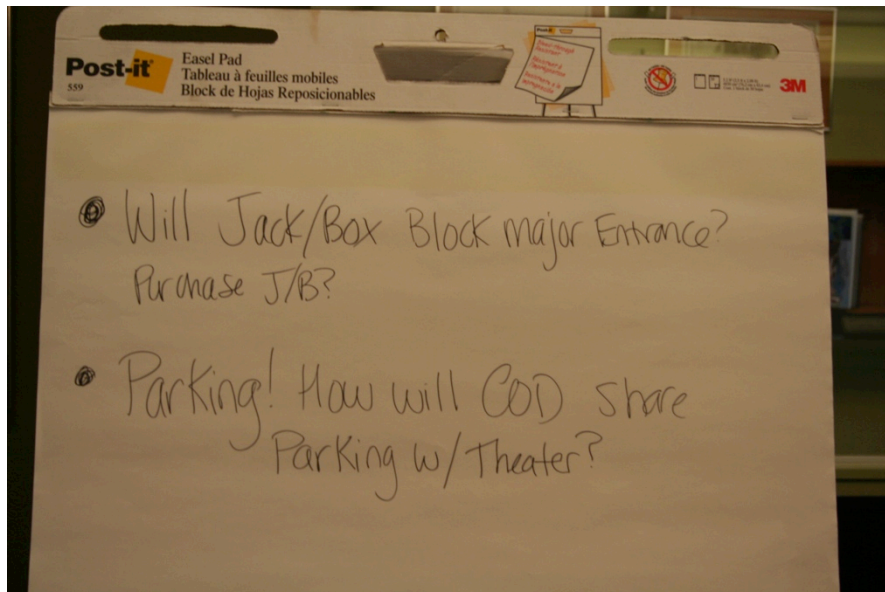 Post-it
559
Easel Pad
Tableau à feuilles mobiles
Block de Hojas Reposicionables
3M
Will Jack/Box Block major Entrance?
Purchase J/B?
Parking! How will COD share
Parking w/ Theater?